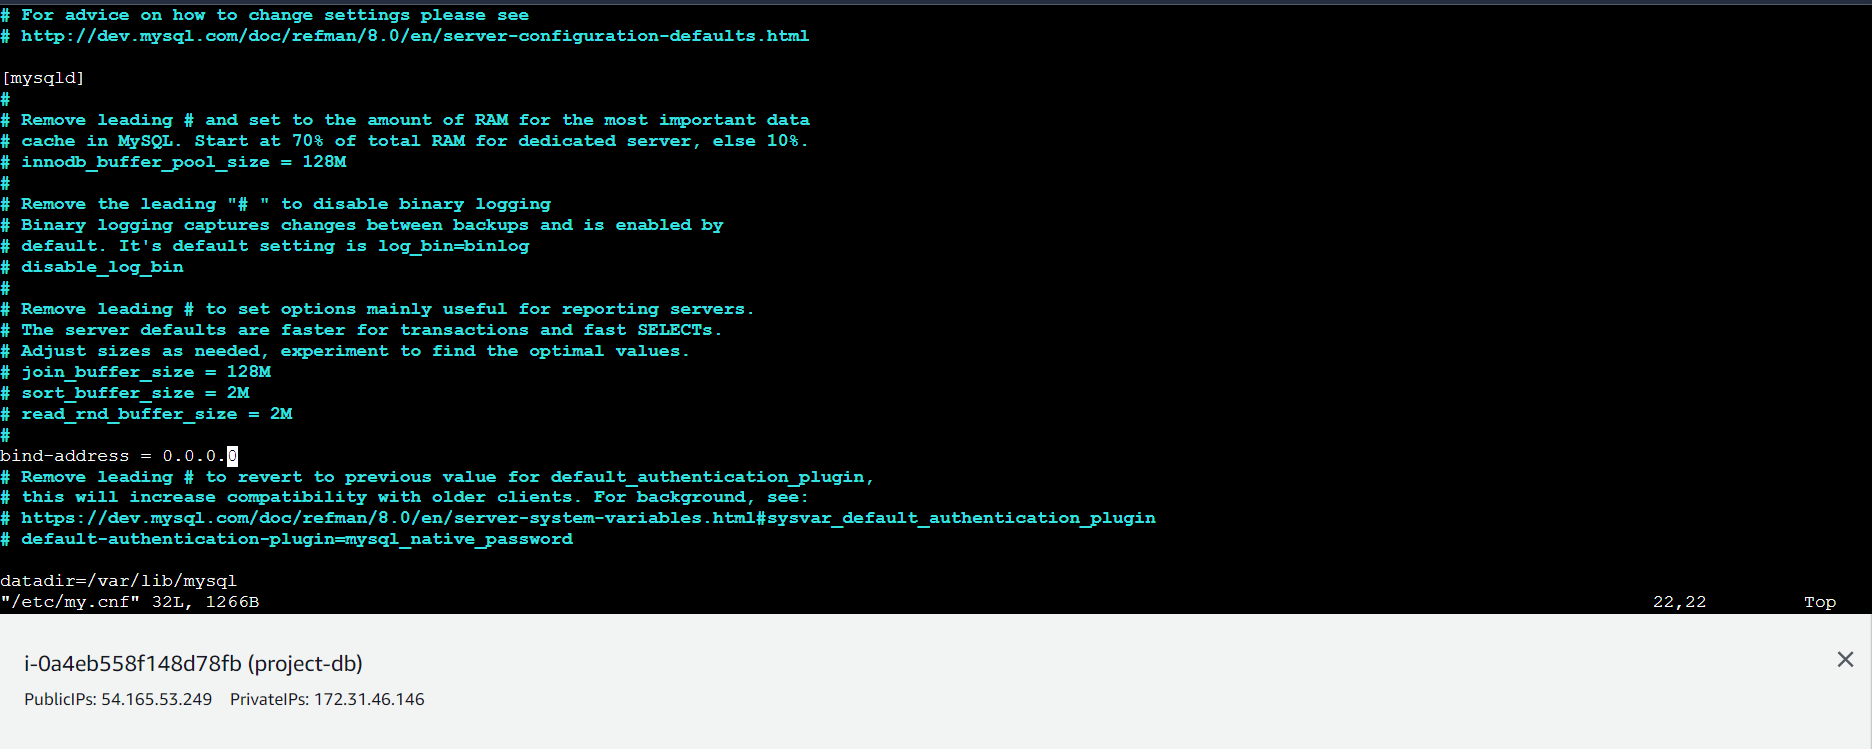 # For advice on how to change settings please see
# http://dev.mysql.com/doc/refman/8.0/en/server-configuration-defaults.html
[mysqld]
#
# Remove leading # and set to the amount of RAM for the most important data
# cache in MySQL. Start at 70% of total RAM for dedicated server, else 10%.
# innodb_buffer_pool_size = 128M
#
# Remove the leading "# " to disable binary logging
# Binary logging captures changes between backups and is enabled by
# default. It's default setting is log_bin=binlog
# disable_log_bin
#
# Remove leading # to set options mainly useful for reporting servers.
# The server defaults are faster for transactions and fast SELECTs.
# Adjust sizes as needed, experiment to find the optimal values.
# join_buffer_size = 128M
# sort_buffer_size = 2M
# read_rnd_buffer_size = 2M
#
bind-address = 0.0.0.0
# Remove leading # to revert to previous value for default_authentication_plugin,
# this will increase compatibility with older clients. For background, see:
# https://dev.mysql.com/doc/refman/8.0/en/server-system-variables.html#sysvar_default_authentication_plugin
# default-authentication-plugin=mysql_native_password
datadir=/var/lib/mysql
"/etc/my.cnf" 32L, 1266B 22,22 Top
i-0a4eb558f148d78fb (project-db)
PublicIPs: 54.165.53.249 PrivateIPs: 172.31.46.146